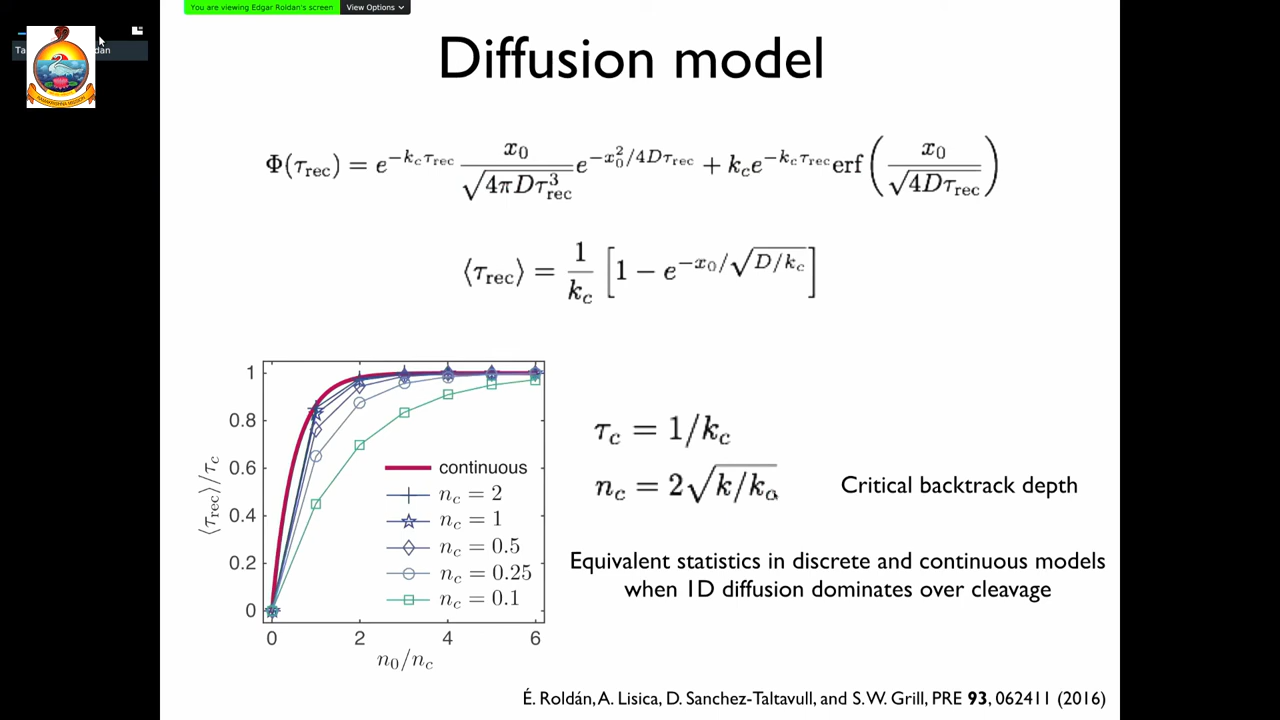 You are viewing Edgar Roldan's screen View Options
Diffusion model
Φ(τ_rec) = e^{−k_c τ_rec} x_0 / √(4πDτ³_rec) e^{−x_0²/4Dτ_rec} + k_c e^{−k_c τ_rec} erf( x_0 / √(4Dτ_rec) )
⟨τ_rec⟩ = 1/k_c [ 1 − e^{−x_0/√(D/k_c)} ]
1
0.8
0.6
0.4
0.2
0
⟨τ_rec⟩/τ_c
continuous
n_c = 2
n_c = 1
n_c = 0.5
n_c = 0.25
n_c = 0.1
0 2 4 6
n_0/n_c
τ_c = 1/k_c
n_c = 2√(k/k_c)
Critical backtrack depth
Equivalent statistics in discrete and continuous models
when 1D diffusion dominates over cleavage
É. Roldán, A. Lisica, D. Sanchez-Taltavull, and S. W. Grill, PRE 93, 062411 (2016)